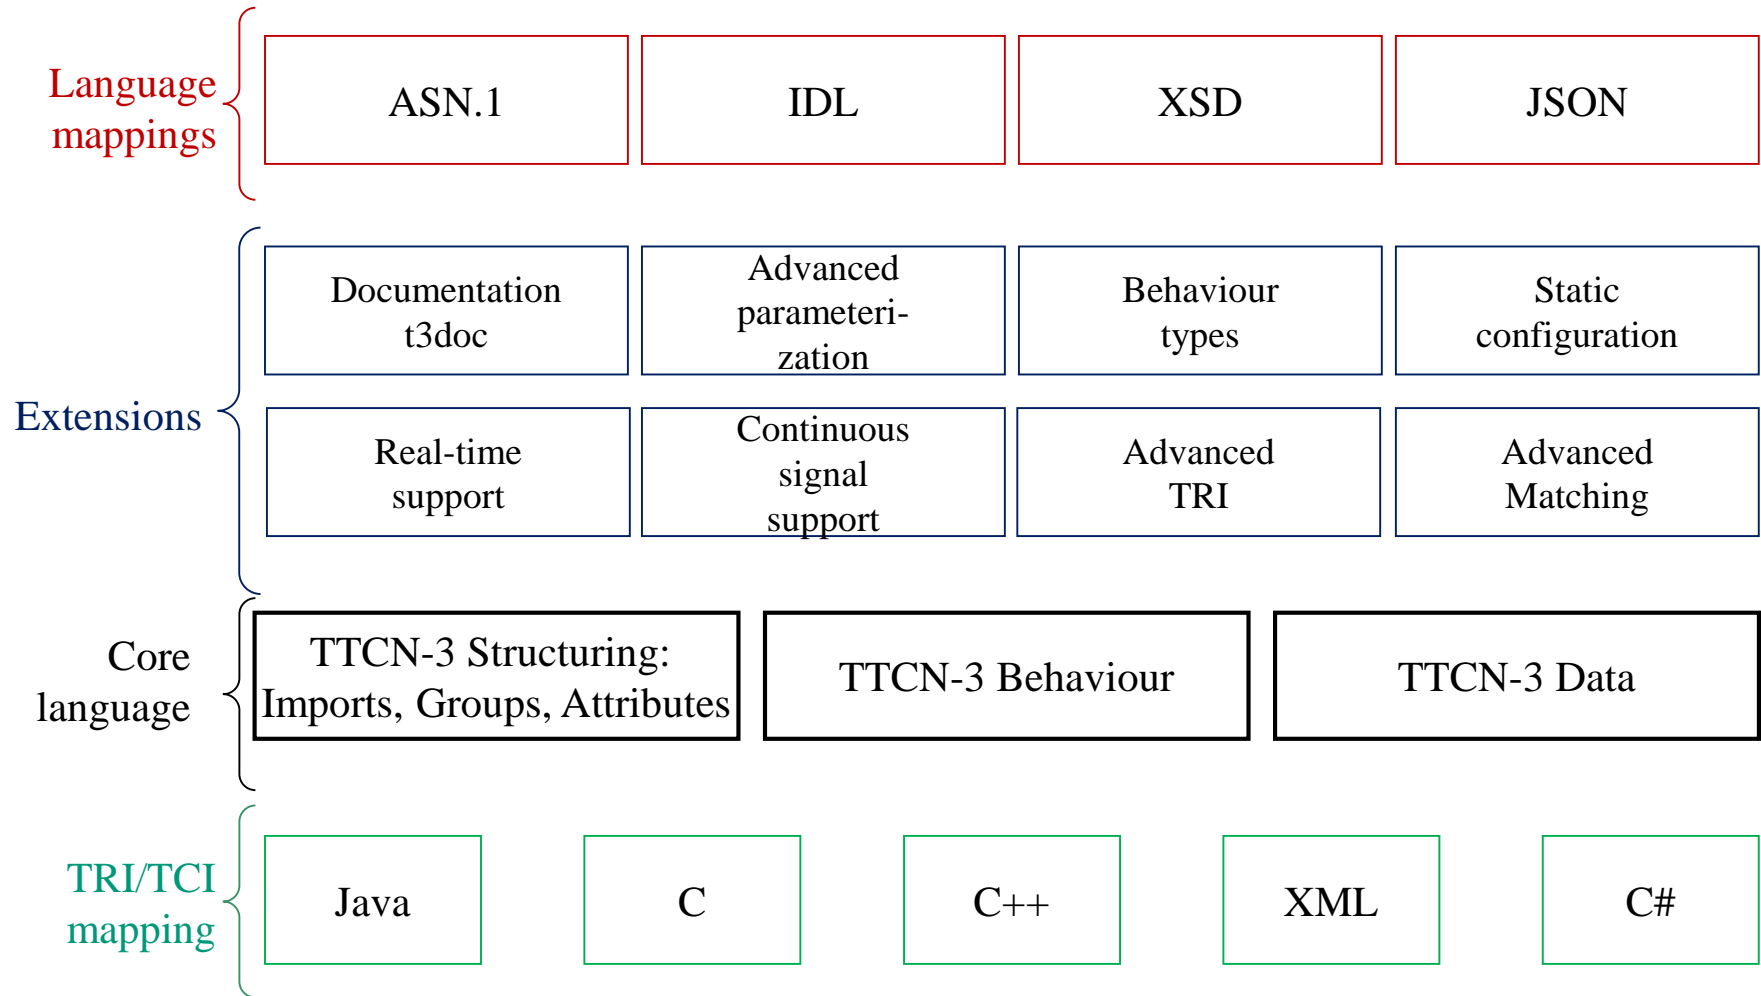 Language
mappings
ASN.1
IDL
XSD
JSON
Extensions
Documentation
t3doc
Advanced
parameteri-
zation
Behaviour
types
Static
configuration
Real-time
support
Continuous
signal
support
Advanced
TRI
Advanced
Matching
Core
language
TTCN-3 Structuring:
Imports, Groups, Attributes
TTCN-3 Behaviour
TTCN-3 Data
TRI/TCI
mapping
Java
C
C++
XML
C#